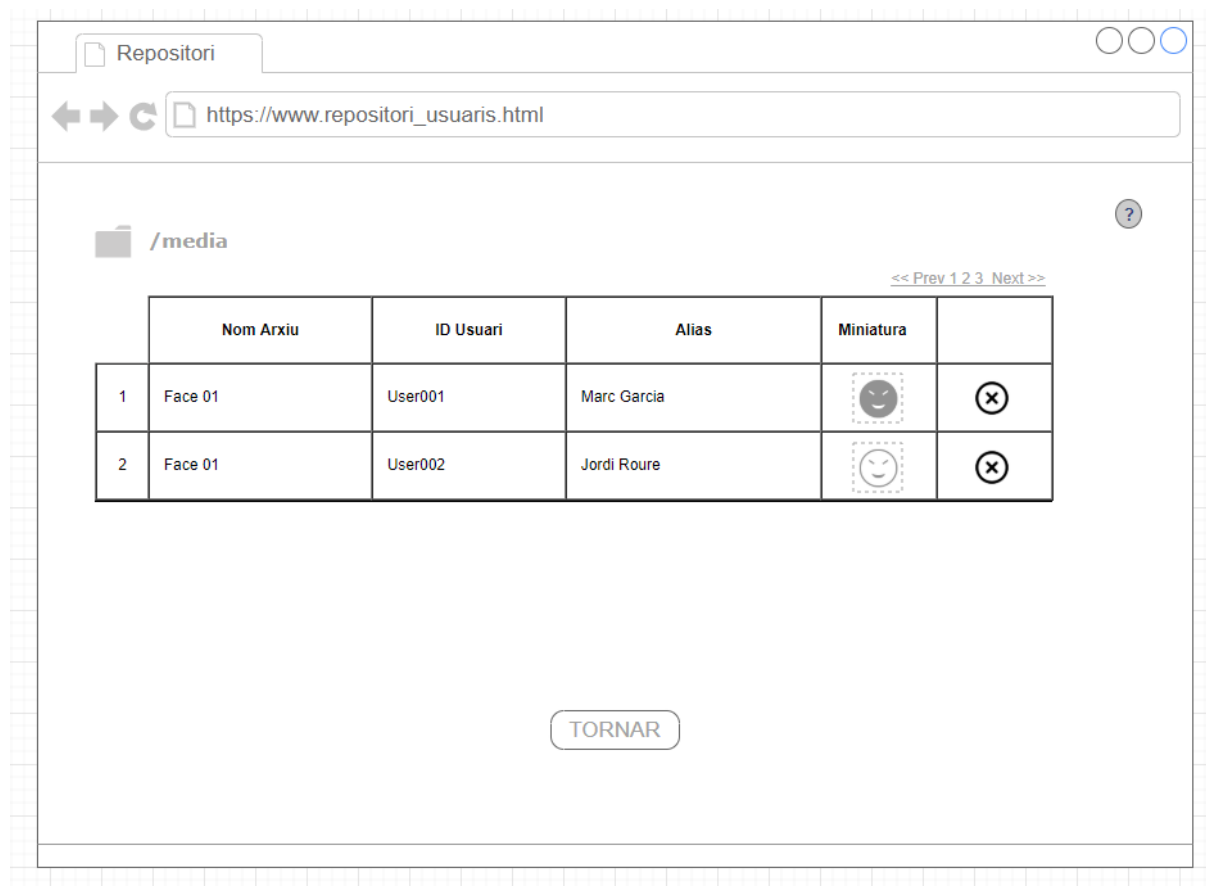 Repositori
https://www.repositori_usuaris.html
?
/media
<< Prev 1 2 3 Next >>
Nom Arxiu ID Usuari Alias Miniatura
1 Face 01 User001 Marc Garcia
2 Face 01 User002 Jordi Roure
TORNAR